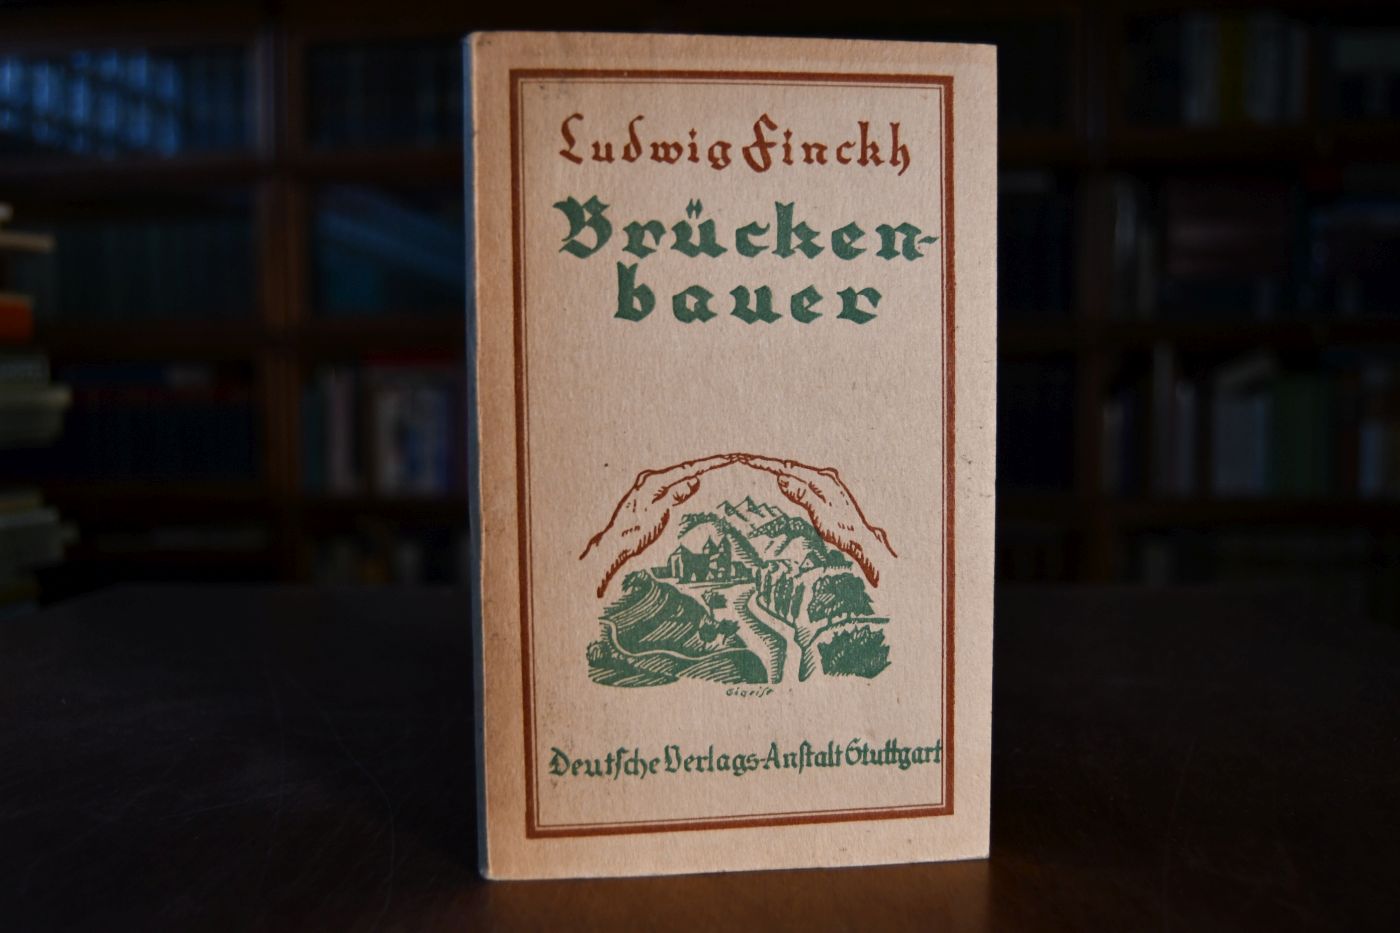 Ludwig Finckh
Brücken-
bauer
Deutsche Verlags-Anstalt Stuttgart